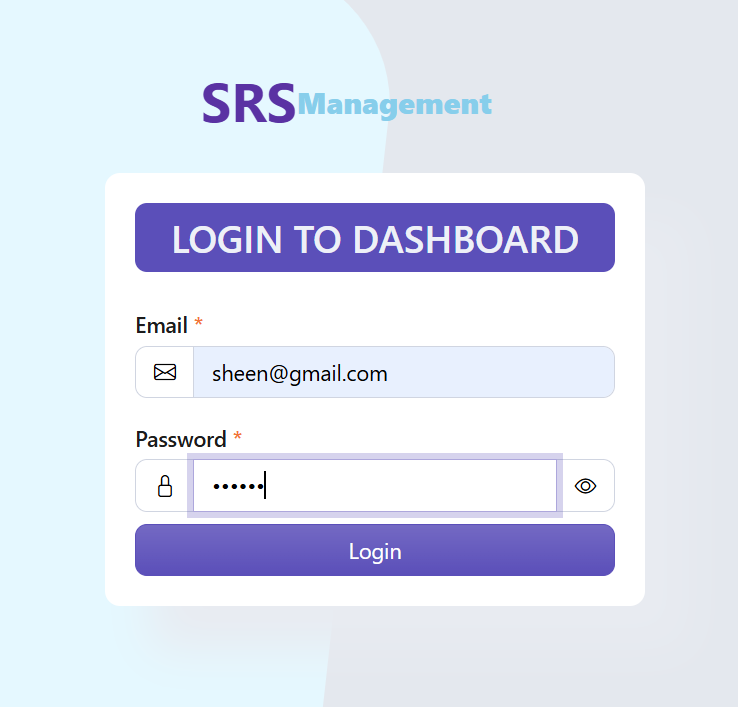 SRSManagement
LOGIN TO DASHBOARD
Email *
sheen@gmail.com
Password *
••••••
Login